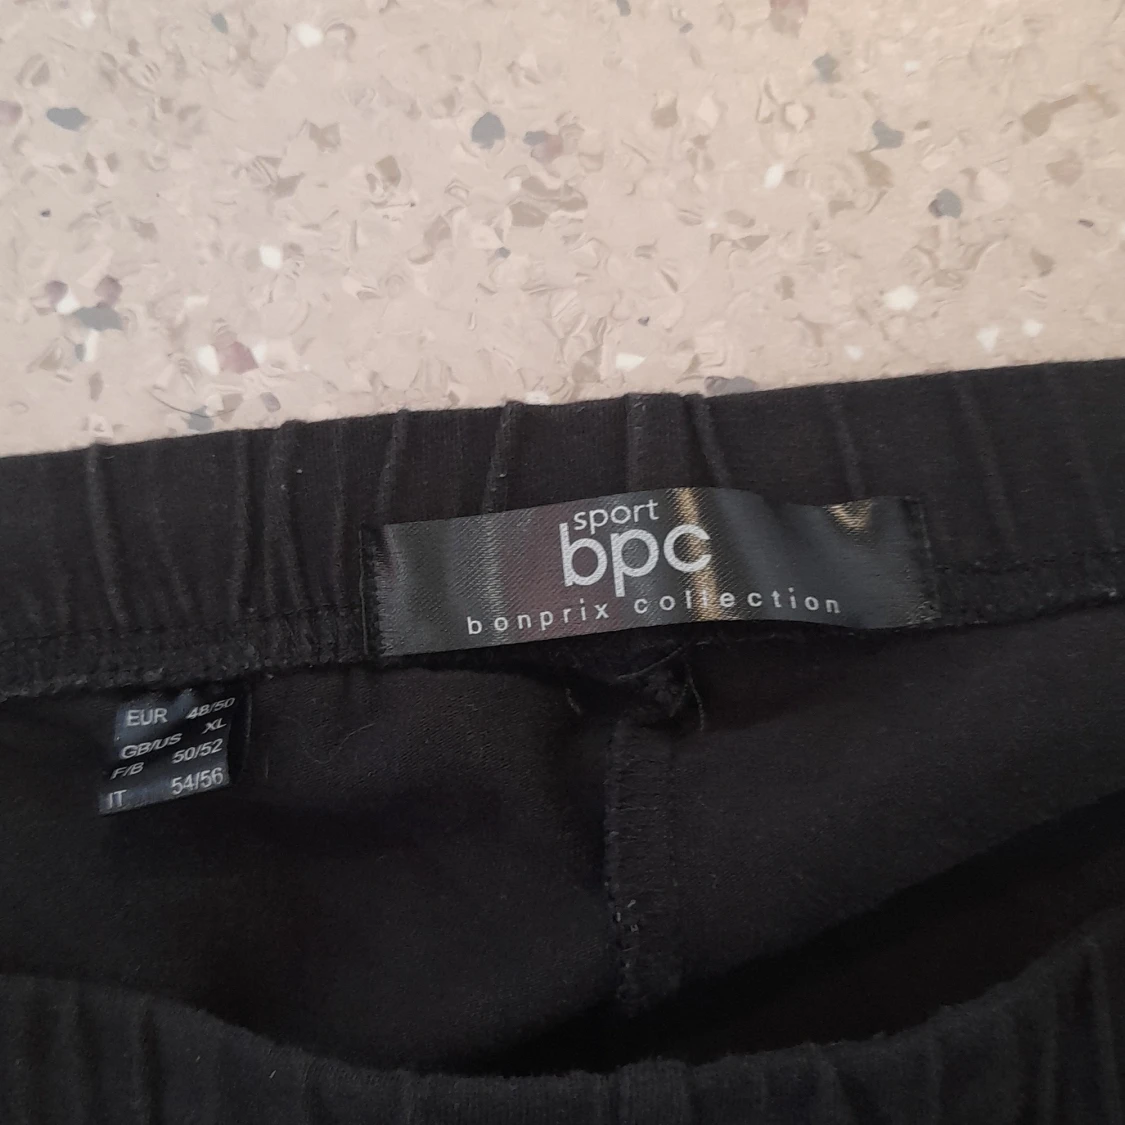 sport
bpc
bonprix collection
EUR 48/50
GB/US XL
F/B 50/52
IT 54/56